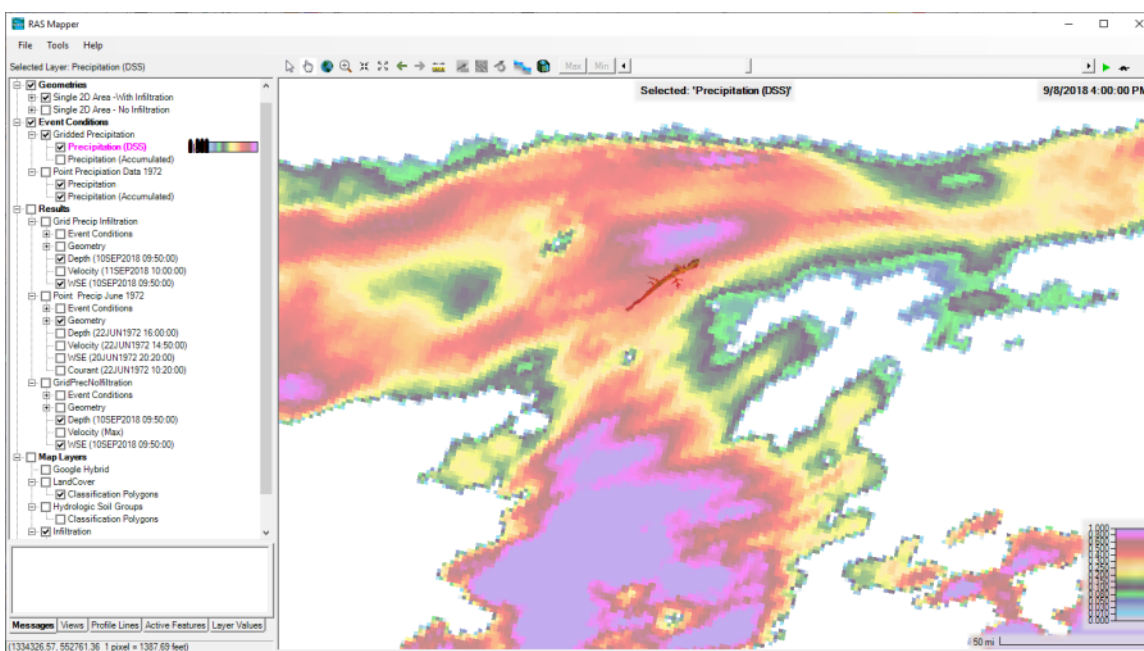 RAS Mapper
File Tools Help
Selected Layer: Precipitation (DSS)
Max Min
Selected: 'Precipitation (DSS)'
9/8/2018 4:00:00 PM
Geometries
Single 2D Area -With Infiltration
Single 2D Area - No Infiltration
Event Conditions
Gridded Precipitation
Precipitation (DSS)
Precipitation (Accumulated)
Point Precipiation Data 1972
Precipitation
Precipitation (Accumulated)
Results
Grid Precip Infiltration
Event Conditions
Geometry
Depth (10SEP2018 09:50:00)
Velocity (11SEP2018 10:00:00)
WSE (10SEP2018 09:50:00)
Point Precip June 1972
Event Conditions
Geometry
Depth (22JUN1972 16:00:00)
Velocity (22JUN1972 14:50:00)
WSE (20JUN1972 20:20:00)
Courant (22JUN1972 10:20:00)
GridPrecNoIfiltration
Event Conditions
Geometry
Depth (10SEP2018 09:50:00)
Velocity (Max)
WSE (10SEP2018 09:50:00)
Map Layers
Google Hybrid
LandCover
Classification Polygons
Hydrologic Soil Groups
Classification Polygons
Infiltration
1.000
50 mi
Messages Views Profile Lines Active Features Layer Values
(1334326.57, 552761.36 1 pixel = 1387.69 feet)